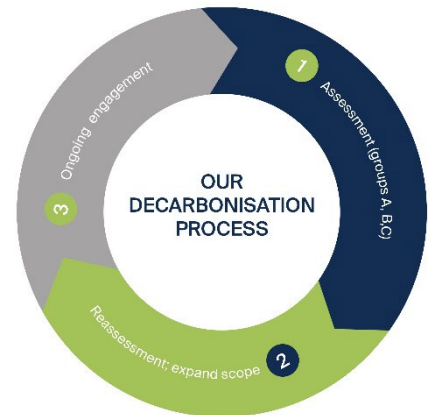 OUR
DECARBONISATION
PROCESS
1 Assessment (groups A, B,C)
2 Reassessment; expand scope
3 Ongoing engagement